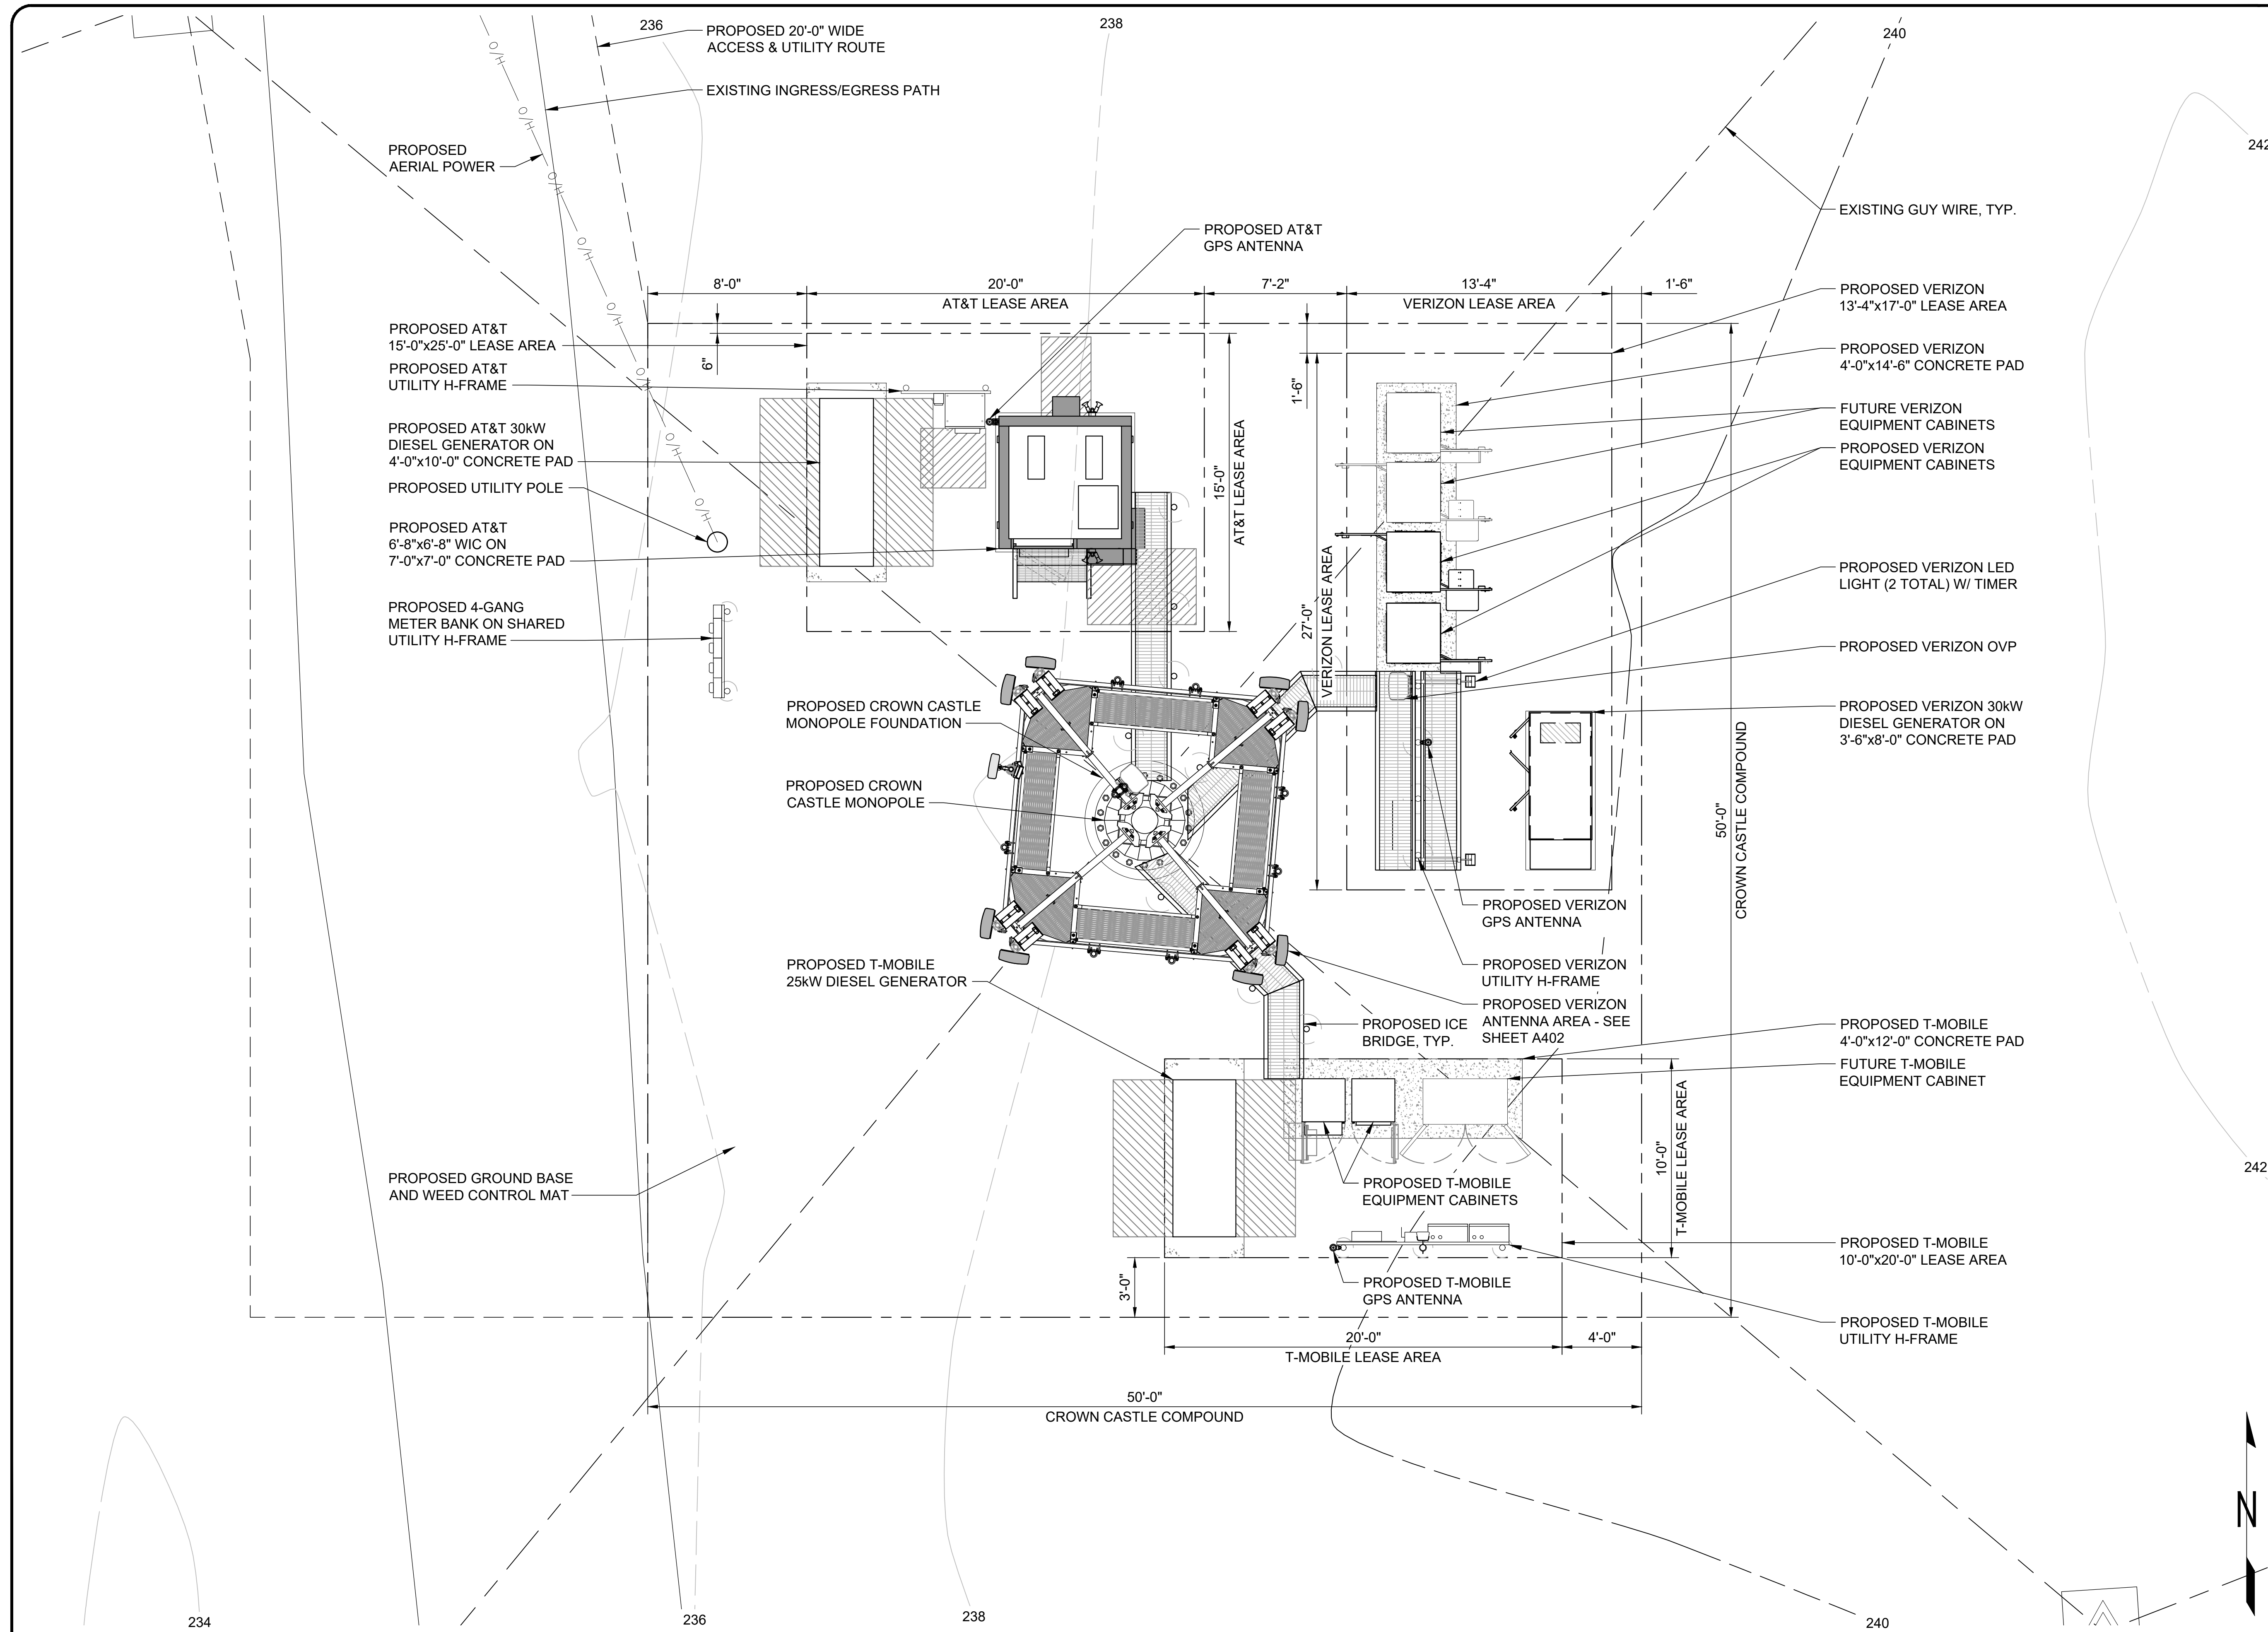 236
PROPOSED 20'-0" WIDE
ACCESS & UTILITY ROUTE
238
240
EXISTING INGRESS/EGRESS PATH
PROPOSED
AERIAL POWER
O/H
O/H
O/H
O/H
O/H
O/H
O/H
O/H
O/H
242
EXISTING GUY WIRE, TYP.
PROPOSED AT&T
GPS ANTENNA
8'-0"
20'-0"
AT&T LEASE AREA
7'-2"
13'-4"
VERIZON LEASE AREA
1'-6"
PROPOSED VERIZON
13'-4"x17'-0" LEASE AREA
PROPOSED AT&T
15'-0"x25'-0" LEASE AREA
6"
1'-6"
PROPOSED VERIZON
4'-0"x14'-6" CONCRETE PAD
PROPOSED AT&T
UTILITY H-FRAME
FUTURE VERIZON
EQUIPMENT CABINETS
PROPOSED AT&T 30kW
DIESEL GENERATOR ON
4'-0"x10'-0" CONCRETE PAD
PROPOSED VERIZON
EQUIPMENT CABINETS
15'-0"
AT&T LEASE AREA
PROPOSED UTILITY POLE
PROPOSED AT&T
6'-8"x6'-8" WIC ON
7'-0"x7'-0" CONCRETE PAD
PROPOSED VERIZON LED
LIGHT (2 TOTAL) W/ TIMER
27'-0"
VERIZON LEASE AREA
PROPOSED 4-GANG
METER BANK ON SHARED
UTILITY H-FRAME
PROPOSED VERIZON OVP
PROPOSED CROWN CASTLE
MONOPOLE FOUNDATION
PROPOSED VERIZON 30kW
DIESEL GENERATOR ON
3'-6"x8'-0" CONCRETE PAD
PROPOSED CROWN
CASTLE MONOPOLE
50'-0"
CROWN CASTLE COMPOUND
PROPOSED VERIZON
GPS ANTENNA
PROPOSED T-MOBILE
25kW DIESEL GENERATOR
PROPOSED VERIZON
UTILITY H-FRAME
PROPOSED VERIZON
ANTENNA AREA - SEE
SHEET A402
PROPOSED ICE
BRIDGE, TYP.
PROPOSED T-MOBILE
4'-0"x12'-0" CONCRETE PAD
FUTURE T-MOBILE
EQUIPMENT CABINET
10'-0"
T-MOBILE LEASE AREA
242
PROPOSED GROUND BASE
AND WEED CONTROL MAT
PROPOSED T-MOBILE
EQUIPMENT CABINETS
PROPOSED T-MOBILE
10'-0"x20'-0" LEASE AREA
3'-0"
PROPOSED T-MOBILE
GPS ANTENNA
PROPOSED T-MOBILE
UTILITY H-FRAME
20'-0"
T-MOBILE LEASE AREA
4'-0"
50'-0"
CROWN CASTLE COMPOUND
N
234
236
238
240